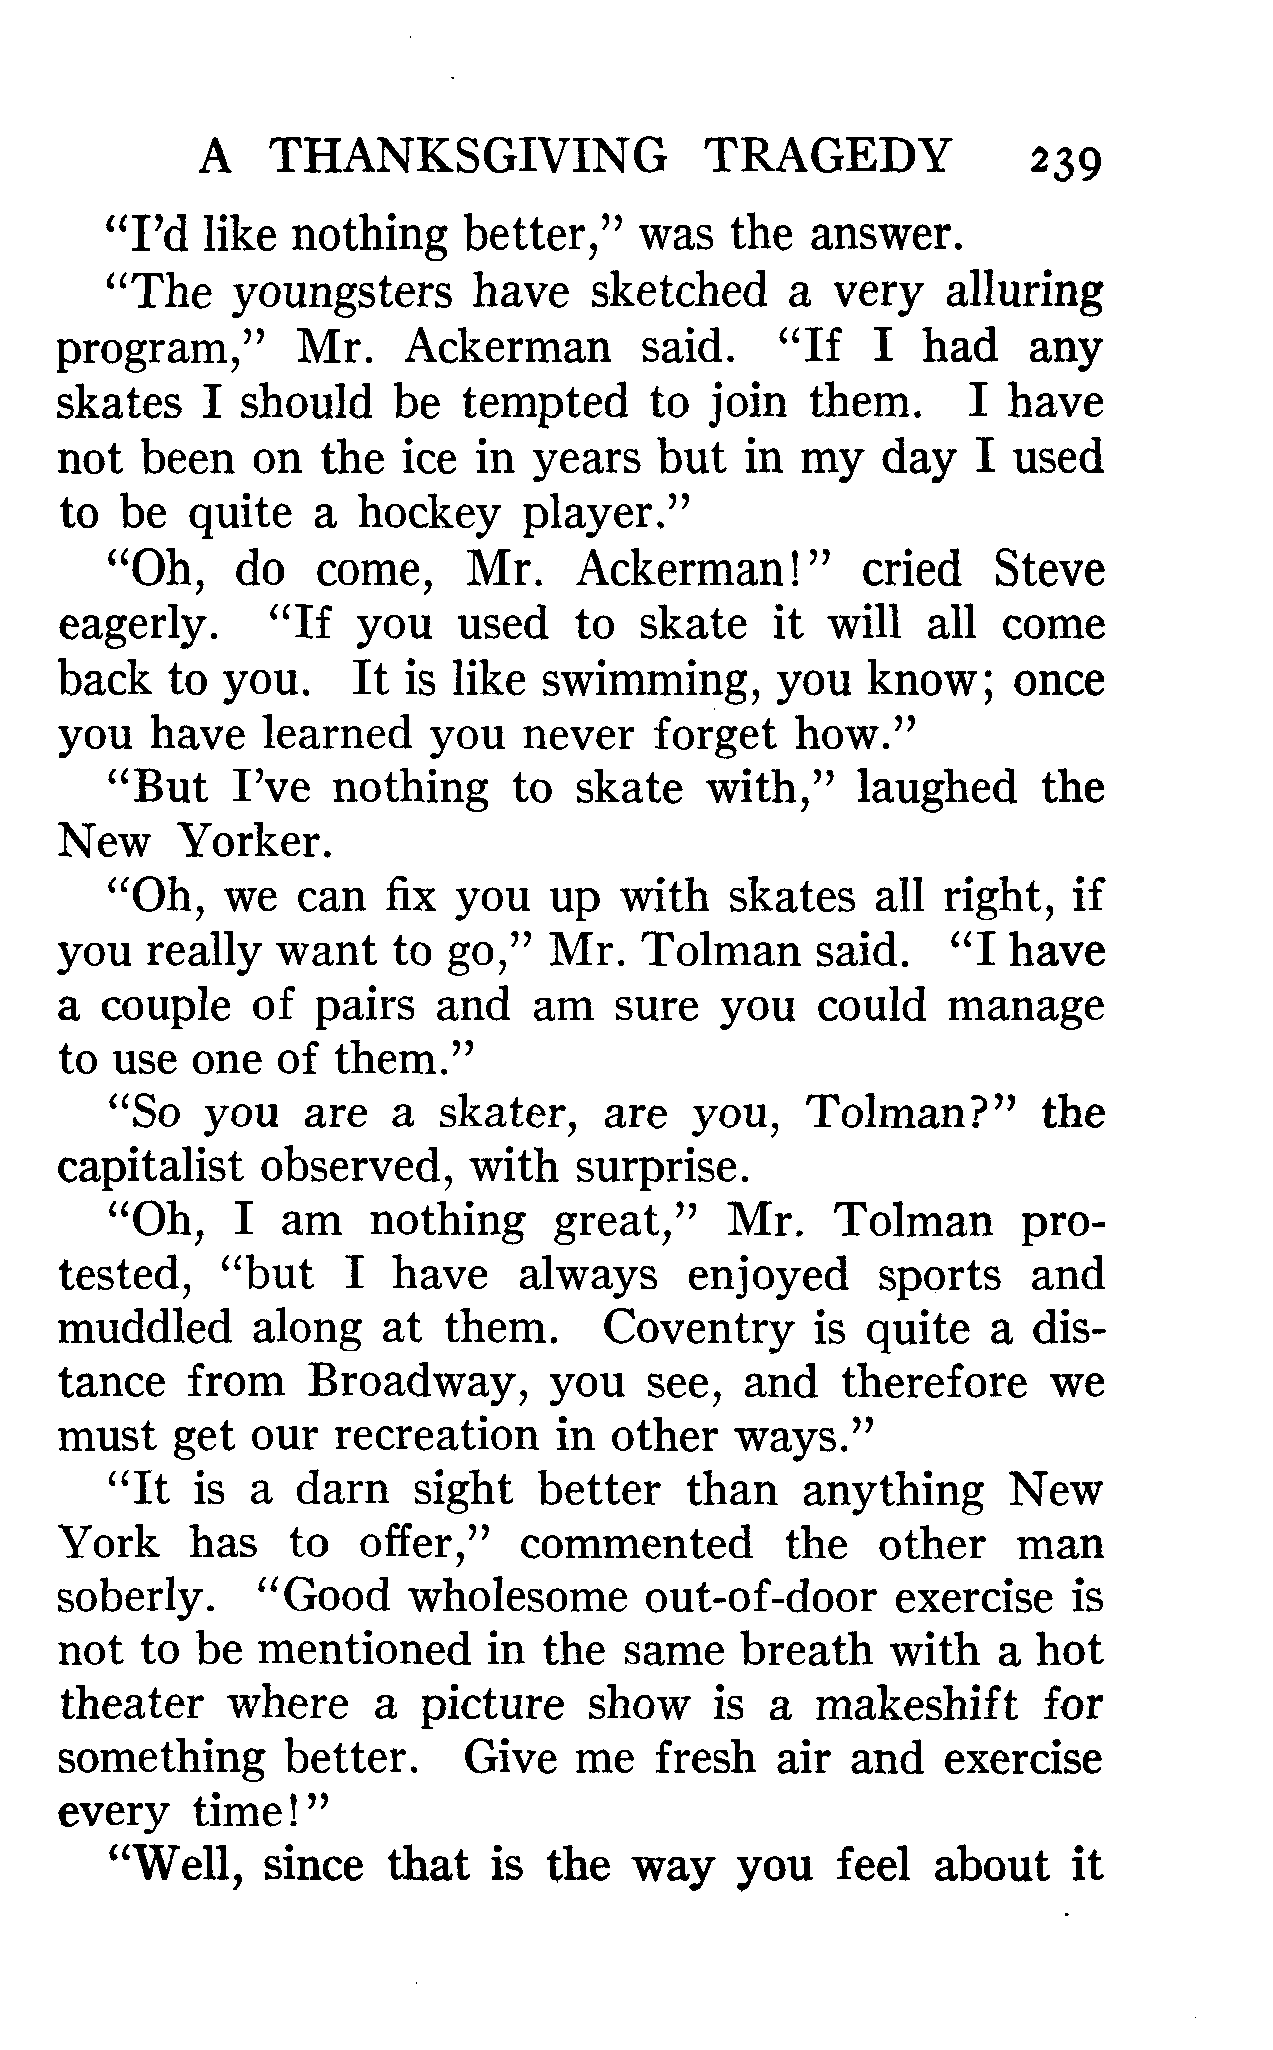 A THANKSGIVING TRAGEDY 239
"I'd like nothing better," was the answer.
"The youngsters have sketched a very alluring
program," Mr. Ackerman said. "If I had any
skates I should be tempted to join them. I have
not been on the ice in years but in my day I used
to be quite a hockey player."
"Oh, do come, Mr. Ackerman!" cried Steve
eagerly. "If you used to skate it will all come
back to you. It is like swimming, you know; once
you have learned you never forget how."
"But I've nothing to skate with," laughed the
New Yorker.
"Oh, we can fix you up with skates all right, if
you really want to go," Mr. Tolman said. "I have
a couple of pairs and am sure you could manage
to use one of them."
"So you are a skater, are you, Tolman?" the
capitalist observed, with surprise.
"Oh, I am nothing great," Mr. Tolman pro-
tested, "but I have always enjoyed sports and
muddled along at them. Coventry is quite a dis-
tance from Broadway, you see, and therefore we
must get our recreation in other ways."
"It is a darn sight better than anything New
York has to offer," commented the other man
soberly. "Good wholesome out-of-door exercise is
not to be mentioned in the same breath with a hot
theater where a picture show is a makeshift for
something better. Give me fresh air and exercise
every time!"
"Well, since that is the way you feel about it